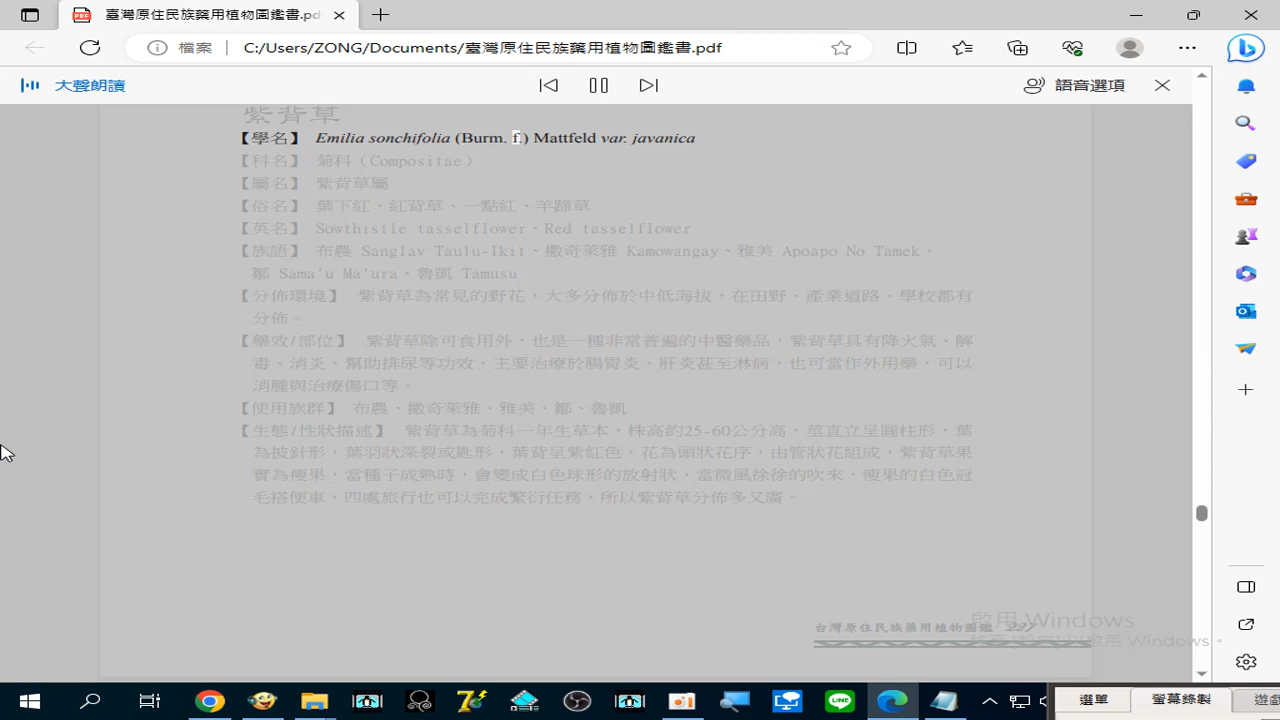 臺灣原住民族藥用植物圖鑑書.pd
檔案
C:/Users/ZONG/Documents/臺灣原住民族藥用植物圖鑑書.pdf
大聲朗讀
語音選項
紫背草
【學名】 Emilia sonchifolia (Burm. f.) Mattfeld var. javanica
【科名】 菊科（Compositae）
【屬名】 紫背草屬
【俗名】 葉下紅、紅背草、一點紅、羊蹄草
【英名】 Sowthistle tasselflower、Red tasselflower
【族語】 布農 Sanglav Taulu-Ikit、撒奇萊雅 Kamowangay、雅美 Apoapo No Tamek、
鄒 Sama'u Ma'ura、魯凱 Tamusu
【分佈環境】 紫背草為常見的野花，大多分佈於中低海拔，在田野、產業道路、學校都有
分佈。
【藥效/部位】 紫背草除可食用外，也是一種非常普遍的中醫藥品，紫背草具有降火氣、解
毒、消炎、幫助排尿等功效，主要治療於腸胃炎、肝炎甚至淋病，也可當作外用藥，可以
消腫與治療傷口等。
【使用族群】 布農、撒奇萊雅、雅美、鄒、魯凱
【生態/性狀描述】 紫背草為菊科一年生草本，株高約25-60公分高，莖直立呈圓柱形，葉
為披針形，葉羽狀深裂或匙形，葉背呈紫紅色，花為頭狀花序，由管狀花組成，紫背草果
實為瘦果，當種子成熟時，會變成白色球形的放射狀，當微風徐徐的吹來，瘦果的白色冠
毛搭便車，四處旅行也可以完成繁衍任務，所以紫背草分佈多又廣。
台灣原住民族藥用植物圖鑑 227
啟用 Windows
移至 [設定] 以啟用 Windows。
選單
螢幕錄製
遊戲